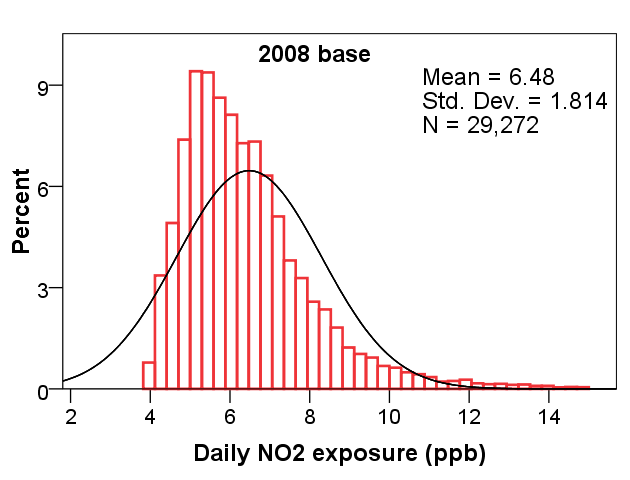 2008 base
Mean = 6.48
Std. Dev. = 1.814
N = 29,272
9
6
3
0
Percent
2 4 6 8 10 12 14
Daily NO2 exposure (ppb)